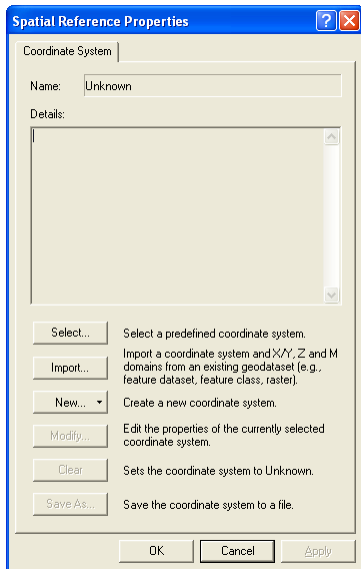 Spatial Reference Properties
Coordinate System
Name: Unknown
Details:
Select... Select a predefined coordinate system.
Import... Import a coordinate system and X/Y, Z and M
domains from an existing geodataset (e.g.,
feature dataset, feature class, raster).
New... Create a new coordinate system.
Modify... Edit the properties of the currently selected
coordinate system.
Clear Sets the coordinate system to Unknown.
Save As... Save the coordinate system to a file.
OK Cancel Apply